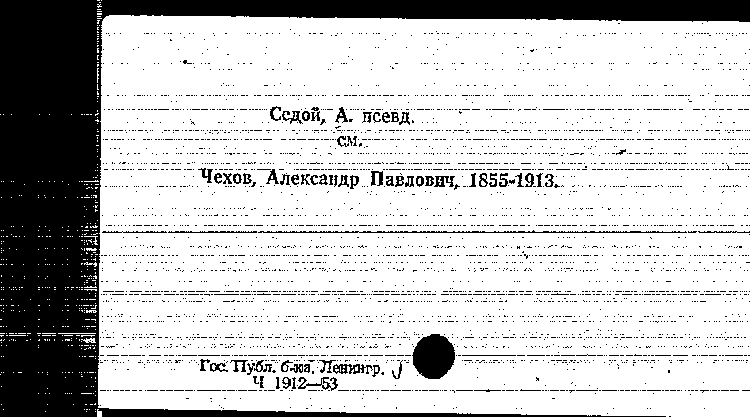 Седой, А. псевд.
см.
Чехов, Александр Павлович, 1855-1913.
Гос. Публ. б-ка. Ленингр.
Ч 1912—53